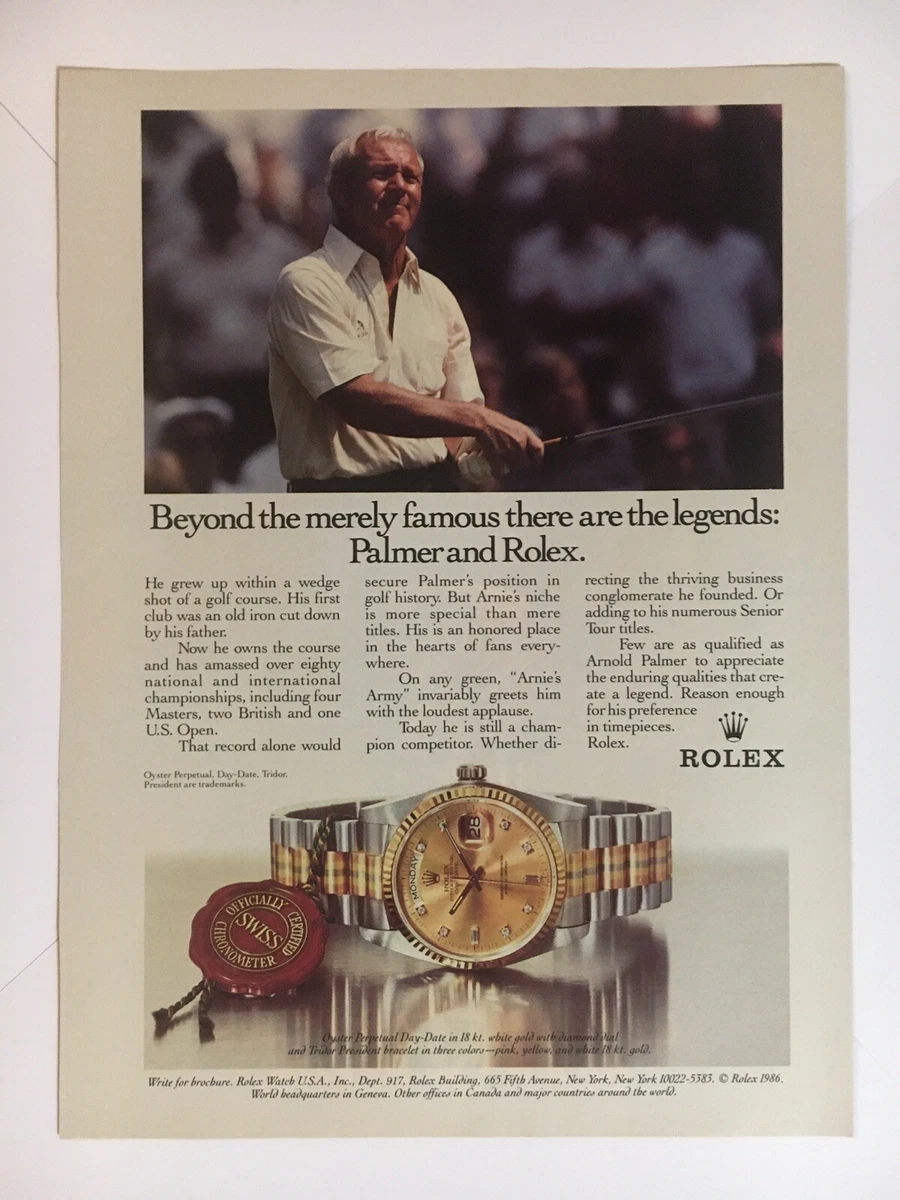 Beyond the merely famous there are the legends:
Palmer and Rolex.
He grew up within a wedge
shot of a golf course. His first
club was an old iron cut down
by his father.
Now he owns the course
and has amassed over eighty
national and international
championships, including four
Masters, two British and one
U.S. Open.
That record alone would
secure Palmer's position in
golf history. But Arnie's niche
is more special than mere
titles. His is an honored place
in the hearts of fans every-
where.
On any green, "Arnie's
Army" invariably greets him
with the loudest applause.
Today he is still a cham-
pion competitor. Whether di-
recting the thriving business
conglomerate he founded. Or
adding to his numerous Senior
Tour titles.
Few are as qualified as
Arnold Palmer to appreciate
the enduring qualities that cre-
ate a legend. Reason enough
for his preference
in timepieces.
Rolex.
ROLEX
Oyster Perpetual, Day-Date, Tridor,
President are trademarks.
MONDAY
28
ROLEX
OFFICIALLY CERTIFIED
SWISS
CHRONOMETER
Oyster Perpetual Day-Date in 18 kt. white gold with diamond dial
and Tridor President bracelet in three colors—pink, yellow, and white 18 kt. gold.
Write for brochure. Rolex Watch U.S.A., Inc., Dept. 917, Rolex Building, 665 Fifth Avenue, New York, New York 10022-5383. © Rolex 1986.
World headquarters in Geneva. Other offices in Canada and major countries around the world.